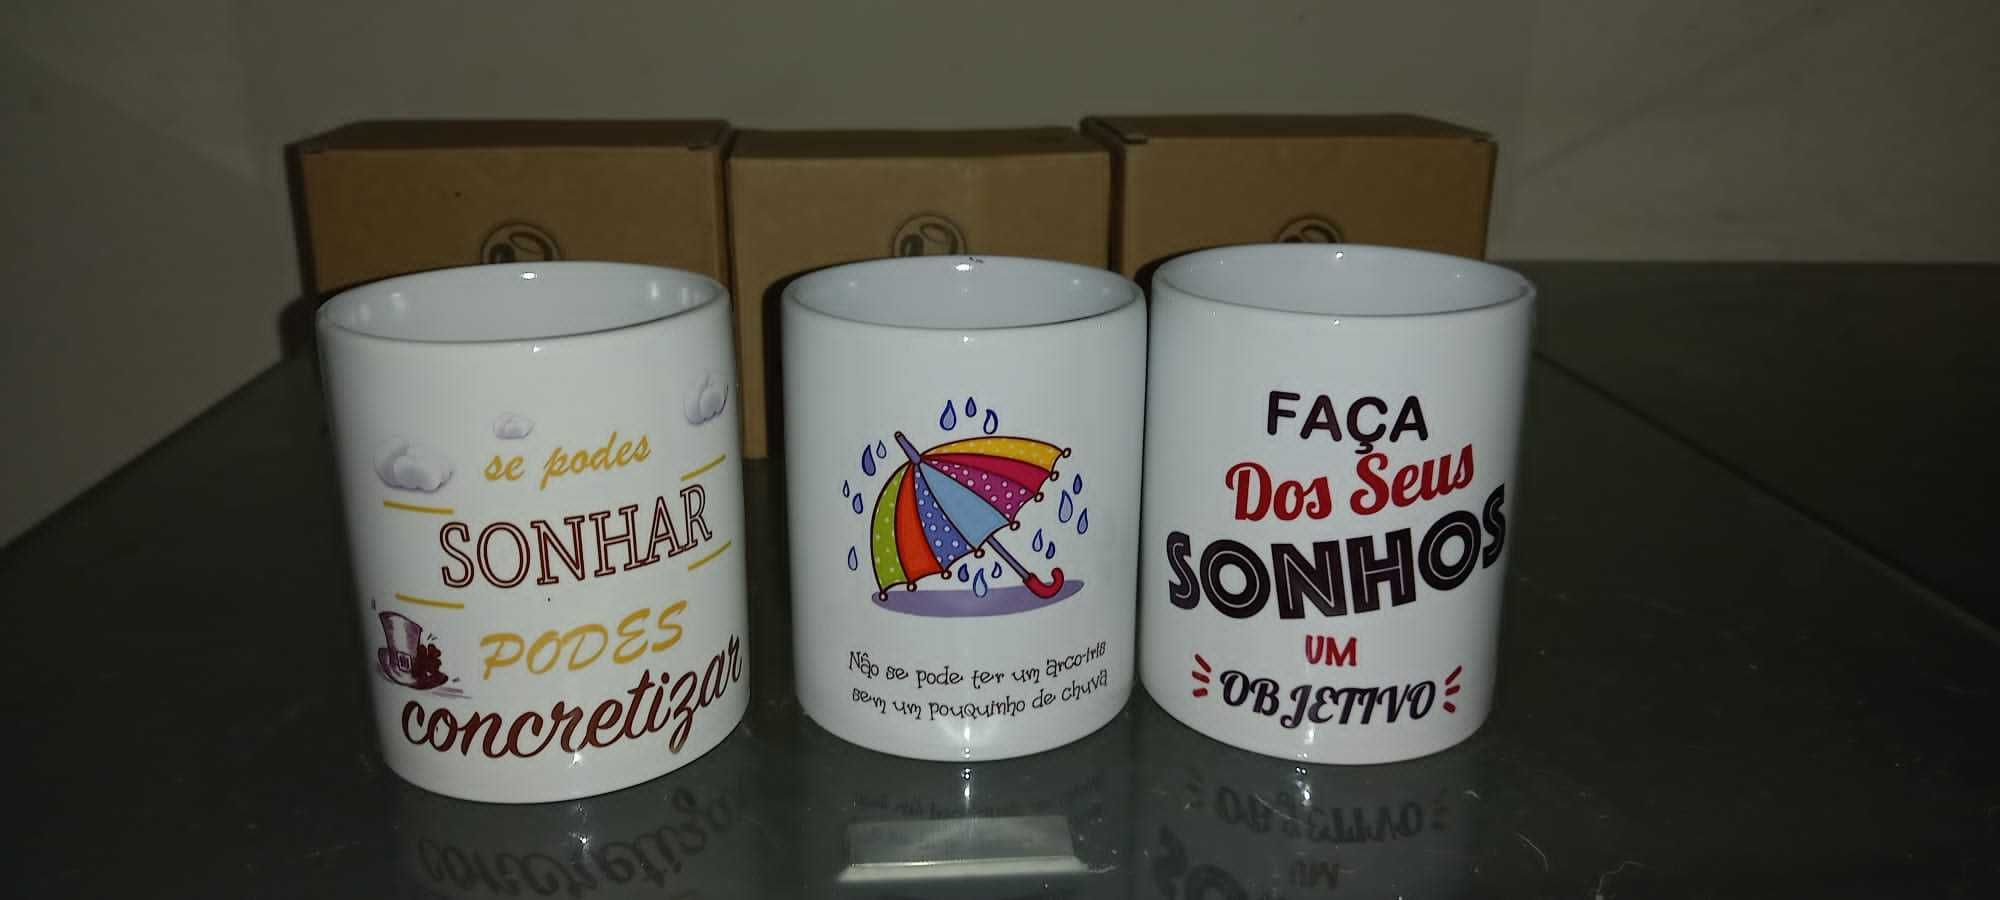 se podes
SONHAR
PODES
concretizar
Não se pode ter um arco-íris
sem um pouquinho de chuva
FAÇA
Dos Seus
SONHOS
UM
OBJETIVO